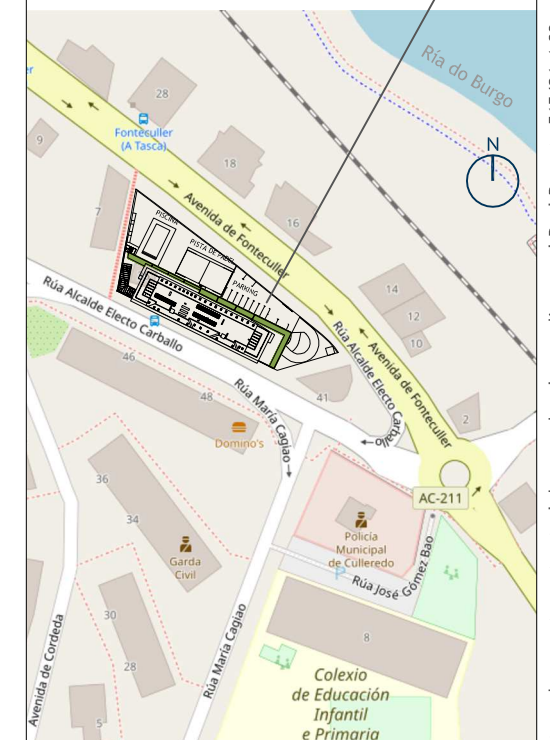 Ría do Burgo
er
28
Fonteculler
(A Tasca)
N
9
18
7
16
Avenida de Fonteculler
PISCINA
PISTA DE PADEL
PARKING
14
12
10
Rúa Alcalde Electo Carballo
Rúa Alcalde Electo Carballo
Avenida de Fonteculler
46
48
Domino's
Rúa María Cagiao
41
2
AC-211
36
34
Garda
Civil
Policía
Municipal
de Culleredo
P
Rúa José Gómez Bao
30
28
8
Avenida de Cordeda
Rúa María Cagiao
5
Colexio
de Educación
Infantil
e Primaria